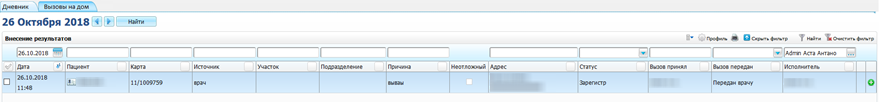 Дневник Вызовы на дом
26 Октября 2018 Найти
Внесение результатов Профиль Скрыть фильтр Найти Очистить фильтр
26.10.2018 Admin Аста Антано
Дата Пациент Карта Источник Участок Подразделение Причина Неотложный Адрес Статус Вызов принял Вызов передан Исполнитель
26.10.2018
11:48 11/1009759 врач вывы Зарегистр Передан врачу